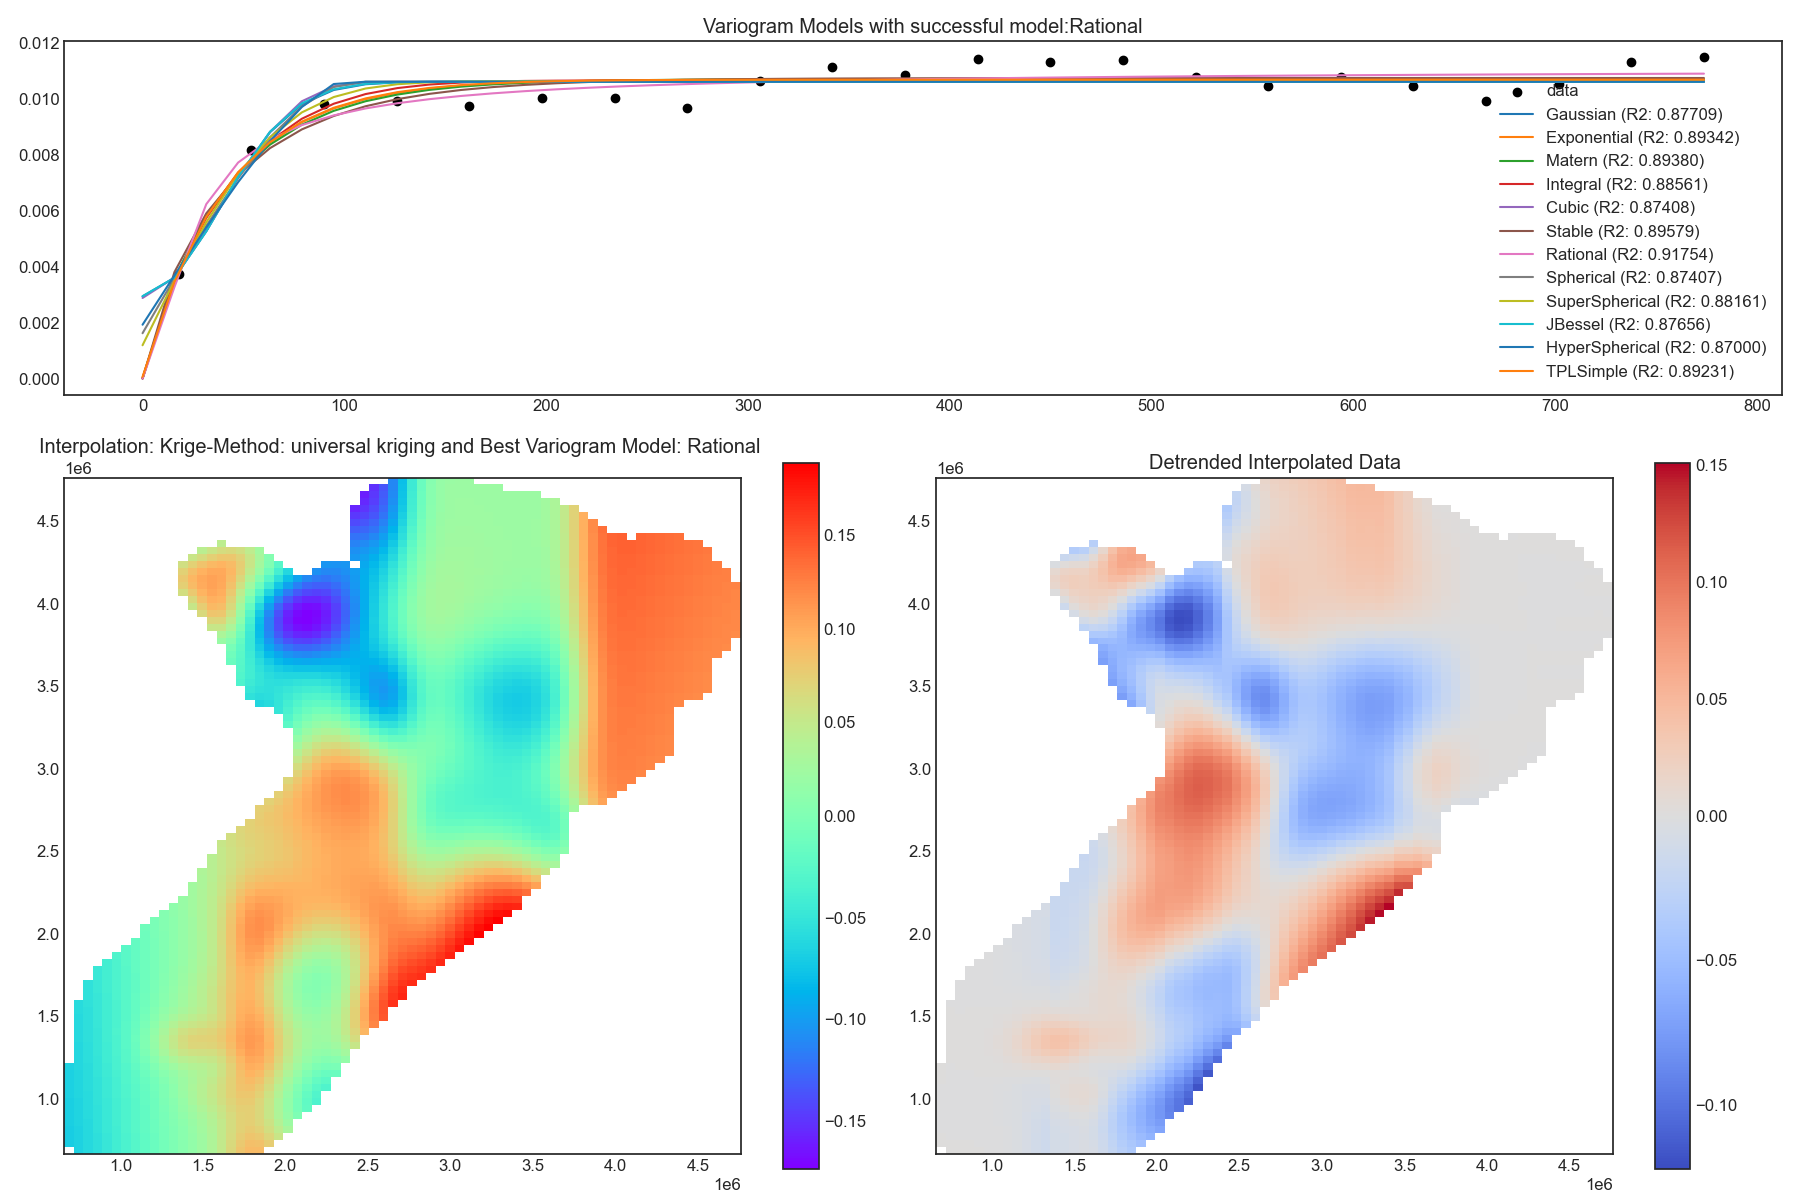 Variogram Models with successful model:Rational
0.012
0.010
0.008
0.006
0.004
0.002
0.000
data
Gaussian (R2: 0.87709)
Exponential (R2: 0.89342)
Matern (R2: 0.89380)
Integral (R2: 0.88561)
Cubic (R2: 0.87408)
Stable (R2: 0.89579)
Rational (R2: 0.91754)
Spherical (R2: 0.87407)
SuperSpherical (R2: 0.88161)
JBessel (R2: 0.87656)
HyperSpherical (R2: 0.87000)
TPLSimple (R2: 0.89231)
0 100 200 300 400 500 600 700 800
Interpolation: Krige-Method: universal kriging and Best Variogram Model: Rational
1e6
4.5
4.0
3.5
3.0
2.5
2.0
1.5
1.0
1.0 1.5 2.0 2.5 3.0 3.5 4.0 4.5
1e6
0.15
0.10
0.05
0.00
−0.05
−0.10
−0.15
Detrended Interpolated Data
1e6
4.5
4.0
3.5
3.0
2.5
2.0
1.5
1.0
1.0 1.5 2.0 2.5 3.0 3.5 4.0 4.5
1e6
0.15
0.10
0.05
0.00
−0.05
−0.10